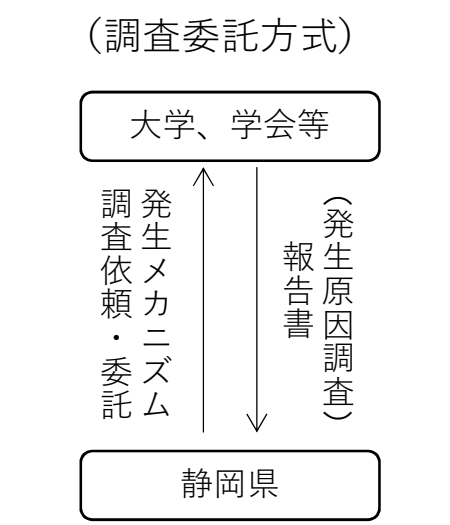 （調査委託方式）
大学、学会等
発生メカニズム
調査依頼・委託
（発生原因調査）
報告書
静岡県